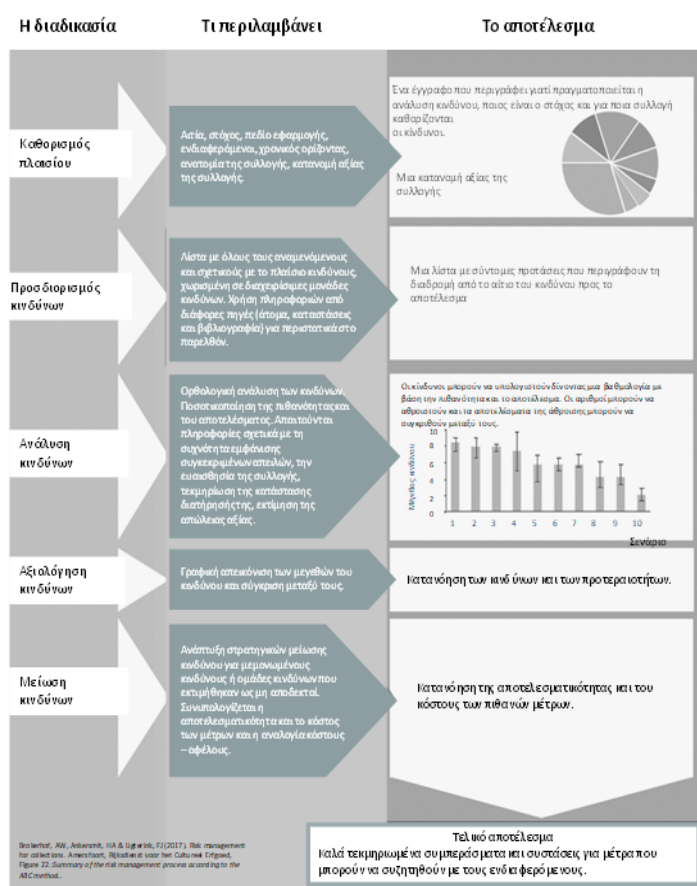 Η διαδικασία
Τι περιλαμβάνει
Το αποτέλεσμα
Καθορισμός
πλαισίου
Αιτία, στόχος, πεδίο εφαρμογής,
ενδιαφερόμενοι, χρονικός ορίζοντας,
ανατομία της συλλογής, κατανομή αξίας
της συλλογής.
Ένα έγγραφο που περιγράφει γιατί πραγματοποιείται η
ανάλυση κινδύνου, ποιος είναι ο στόχος και για ποια συλλογή
καθορίζονται
οι κίνδυνοι.
Μια κατανομή αξίας της
συλλογής
Προσδιορισμός
κινδύνων
Λίστα με όλους τους αναμενόμενους
και σχετικούς με το πλαίσιο κινδύνους,
χωρισμένη σε διαχειρίσιμες μονάδες
κινδύνων. Χρήση πληροφοριών από
διάφορες πηγές (άτομα, καταστάσεις
και βιβλιογραφία) για περιστατικά στο
παρελθόν.
Μια λίστα με σύντομες προτάσεις που περιγράφουν τη
διαδρομή από το αίτιο του κινδύνου προς το
αποτέλεσμα
Ανάλυση
κινδύνων
Ορθολογική ανάλυση των κινδύνων.
Ποσοτικοποίηση της πιθανότητας και
του αποτελέσματος. Απαιτούνται
πληροφορίες σχετικά με τη
συχνότητα εμφάνισης
συγκεκριμένων απειλών, την
ευαισθησία της συλλογής,
τεκμηρίωση της κατάστασης
διατήρησής της, εκτίμηση της
απώλειας αξίας.
Οι κίνδυνοι μπορούν να υπολογιστούν δίνοντας μια βαθμολογία με
βάση την πιθανότητα και το αποτέλεσμα. Οι αριθμοί μπορούν να
αθροιστούν και τα αποτελέσματα της άθροισης μπορούν να
συγκριθούν μεταξύ τους.
Μέγεθος κινδύνου
10
8
6
4
2
0
1 2 3 4 5 6 7 8 9 10
Σενάριο
Αξιολόγηση
κινδύνων
Γραφική απεικόνιση των μεγεθών του
κινδύνου και σύγκριση μεταξύ τους.
Κατανόηση των κινδύνων και των προτεραιοτήτων.
Μείωση
κινδύνων
Ανάπτυξη στρατηγικών μείωσης
κινδύνου για μεμονωμένους
κινδύνους ή ομάδες κινδύνων που
εκτιμήθηκαν ως μη αποδεκτοί.
Συνυπολογίζεται η
αποτελεσματικότητα και το κόστος
των μέτρων και η αναλογία κόστους
– οφέλους.
Κατανόηση της αποτελεσματικότητας και του
κόστους των πιθανών μέτρων.
Brokerhof, AW, Ankersmit, HA & Ligterink, FJ (2017). Risk management
for collections. Amersfoort, Rijksdienst voor het Cultureel Erfgoed,
Figure 22. Summary of the risk management process according to the
ABC method..
Τελικό αποτέλεσμα
Καλά τεκμηριωμένα συμπεράσματα και συστάσεις για μέτρα που
μπορούν να συζητηθούν με τους ενδιαφερόμενους.